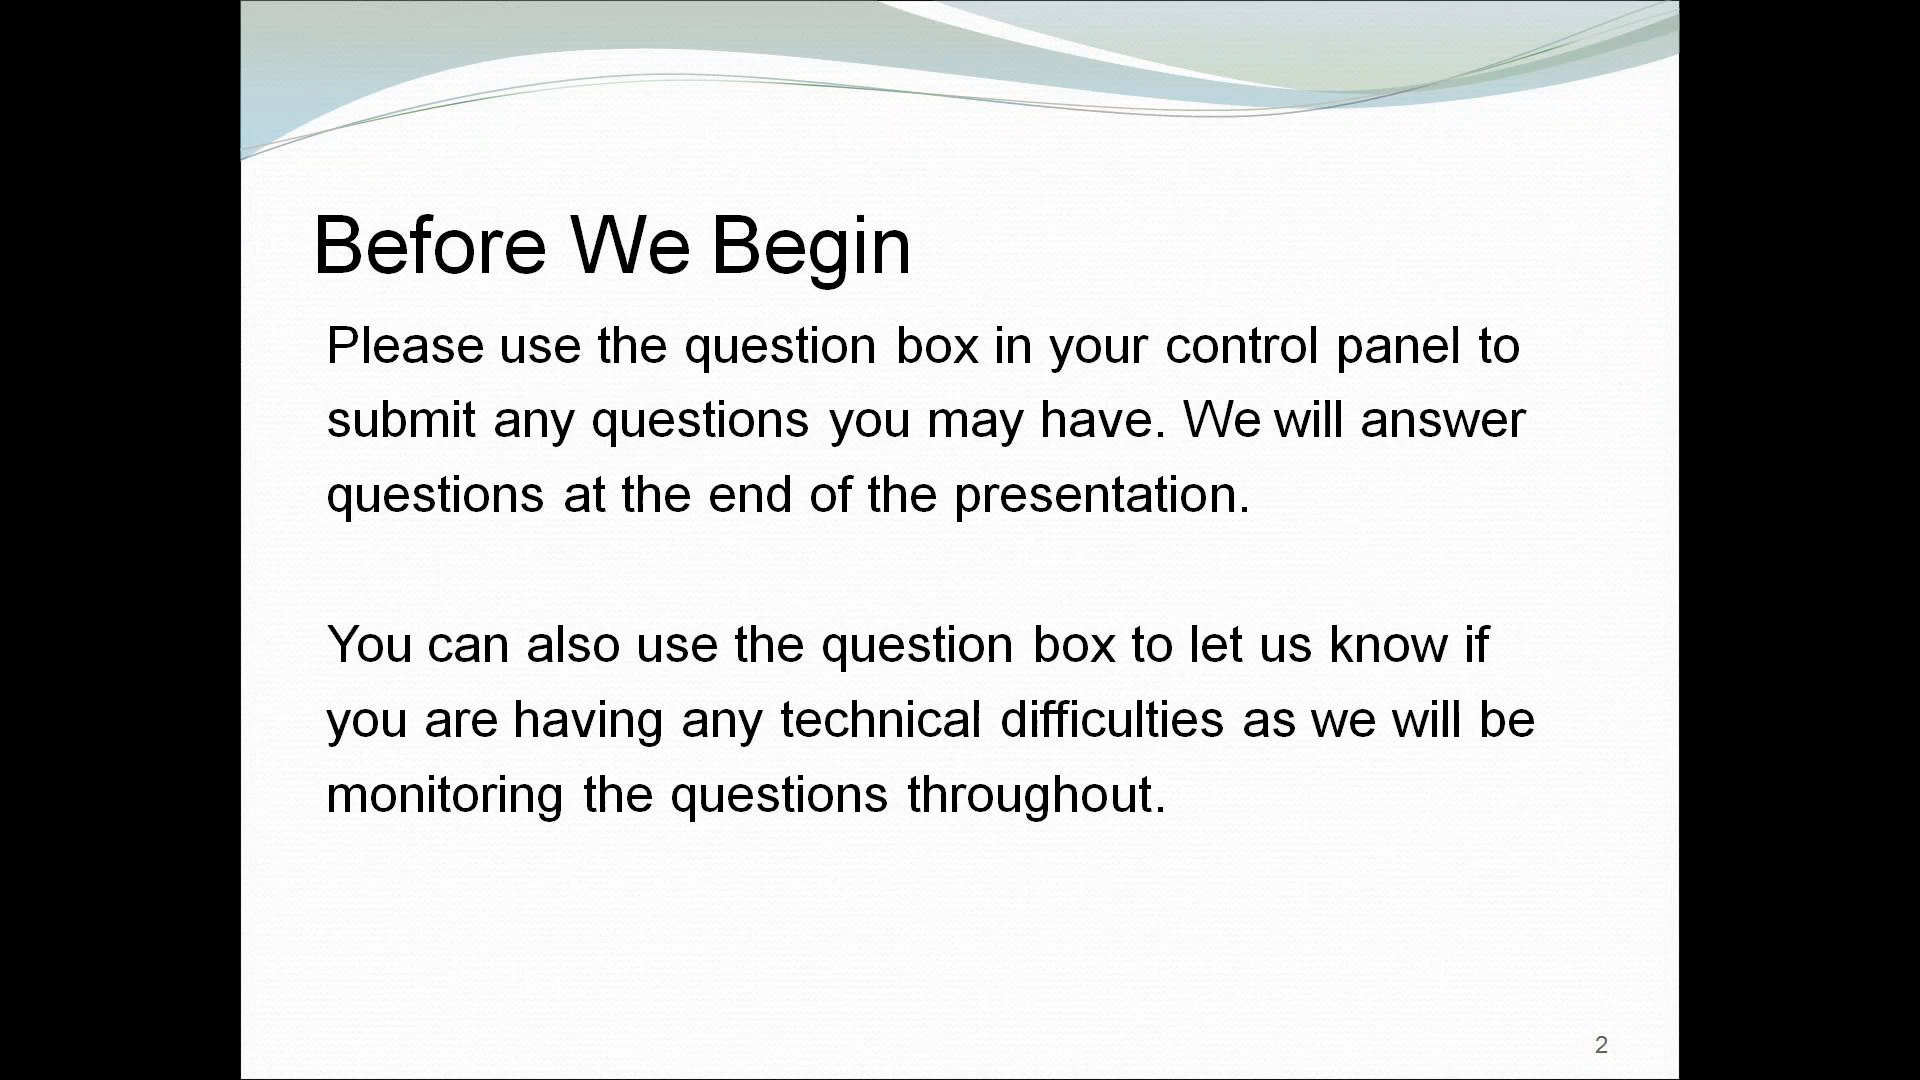 Before We Begin
Please use the question box in your control panel to
submit any questions you may have. We will answer
questions at the end of the presentation.
You can also use the question box to let us know if
you are having any technical difficulties as we will be
monitoring the questions throughout.
2